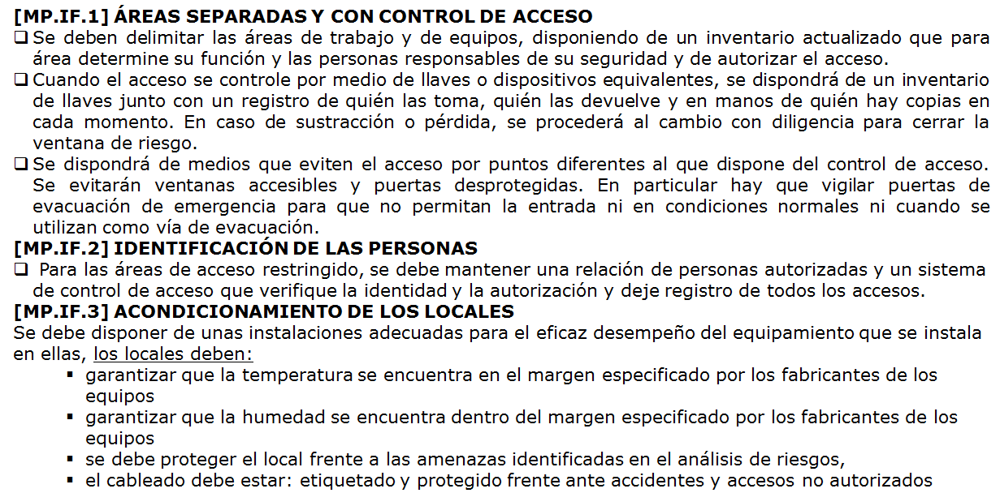 [MP.IF.1] ÁREAS SEPARADAS Y CON CONTROL DE ACCESO
❑ Se deben delimitar las áreas de trabajo y de equipos, disponiendo de un inventario actualizado que para
área determine su función y las personas responsables de su seguridad y de autorizar el acceso.
❑ Cuando el acceso se controle por medio de llaves o dispositivos equivalentes, se dispondrá de un inventario
de llaves junto con un registro de quién las toma, quién las devuelve y en manos de quién hay copias en
cada momento. En caso de sustracción o pérdida, se procederá al cambio con diligencia para cerrar la
ventana de riesgo.
❑ Se dispondrá de medios que eviten el acceso por puntos diferentes al que dispone del control de acceso.
Se evitarán ventanas accesibles y puertas desprotegidas. En particular hay que vigilar puertas de
evacuación de emergencia para que no permitan la entrada ni en condiciones normales ni cuando se
utilizan como vía de evacuación.
[MP.IF.2] IDENTIFICACIÓN DE LAS PERSONAS
❑ Para las áreas de acceso restringido, se debe mantener una relación de personas autorizadas y un sistema
de control de acceso que verifique la identidad y la autorización y deje registro de todos los accesos.
[MP.IF.3] ACONDICIONAMIENTO DE LOS LOCALES
Se debe disponer de unas instalaciones adecuadas para el eficaz desempeño del equipamiento que se instala
en ellas, los locales deben:
▪ garantizar que la temperatura se encuentra en el margen especificado por los fabricantes de los
equipos
▪ garantizar que la humedad se encuentra dentro del margen especificado por los fabricantes de los
equipos
▪ se debe proteger el local frente a las amenazas identificadas en el análisis de riesgos,
▪ el cableado debe estar: etiquetado y protegido frente ante accidentes y accesos no autorizados